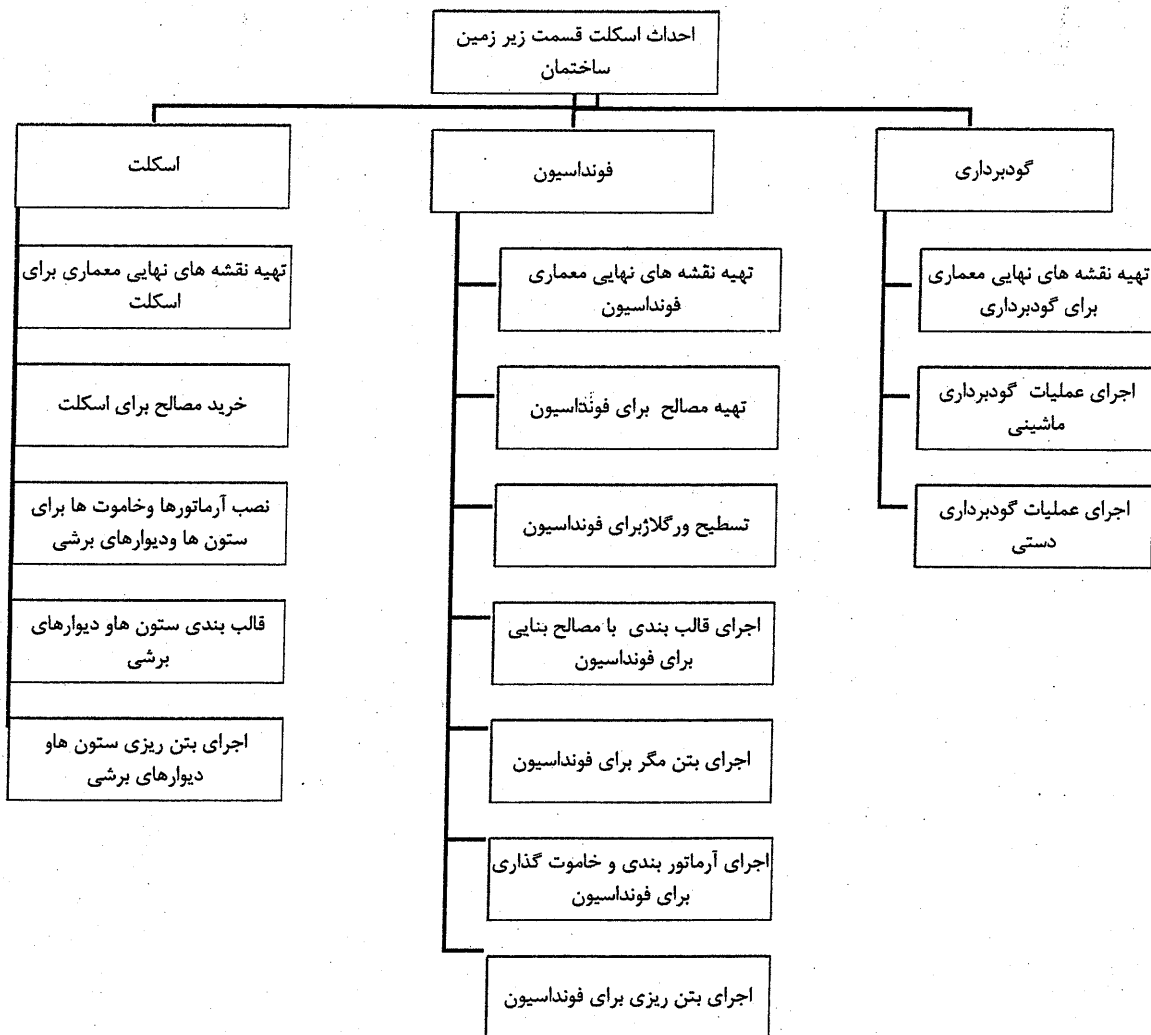 احداث اسکلت قسمت زیر زمین
ساختمان
گودبرداری
تهیه نقشه های نهایی معماری
برای گودبرداری
اجرای عملیات گودبرداری
ماشینی
اجرای عملیات گودبرداری
دستی
فونداسیون
تهیه نقشه های نهایی معماری
فونداسیون
تهیه مصالح برای فونداسیون
تسطیح ورگلاژبرای فونداسیون
اجرای قالب بندی با مصالح بنایی
برای فونداسیون
اجرای بتن مگر برای فونداسیون
اجرای آرماتور بندی و خاموت گذاری
برای فونداسیون
اجرای بتن ریزی برای فونداسیون
اسکلت
تهیه نقشه های نهایی معماری برای
اسکلت
خرید مصالح برای اسکلت
نصب آرماتورها وخاموت ها برای
ستون ها ودیوارهای برشی
قالب بندی ستون هاو دیوارهای
برشی
اجرای بتن ریزی ستون هاو
دیوارهای برشی